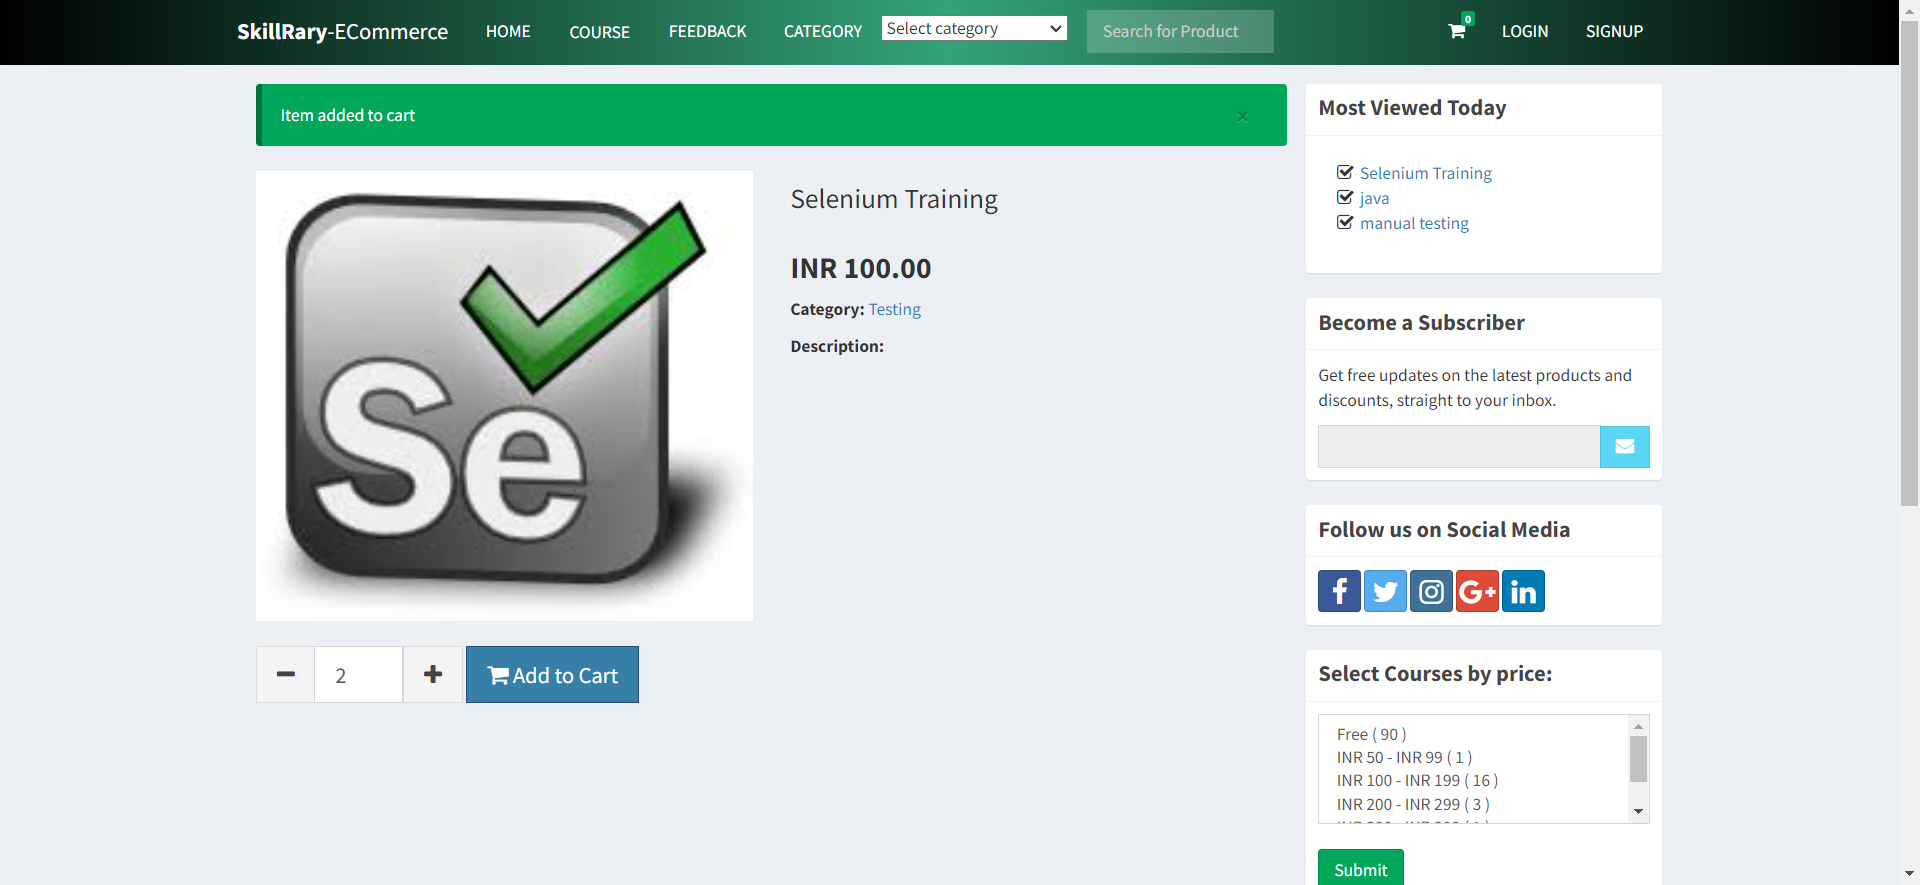 SkillRary-ECommerce HOME COURSE FEEDBACK CATEGORY Select category Search for Product 0 LOGIN SIGNUP
Item added to cart ×
Se
Selenium Training
INR 100.00
Category: Testing
Description:
2 Add to Cart
Most Viewed Today
Selenium Training
java
manual testing
Become a Subscriber
Get free updates on the latest products and
discounts, straight to your inbox.
Follow us on Social Media
f G+ in
Select Courses by price:
Free ( 90 )
INR 50 - INR 99 ( 1 )
INR 100 - INR 199 ( 16 )
INR 200 - INR 299 ( 3 )
Submit